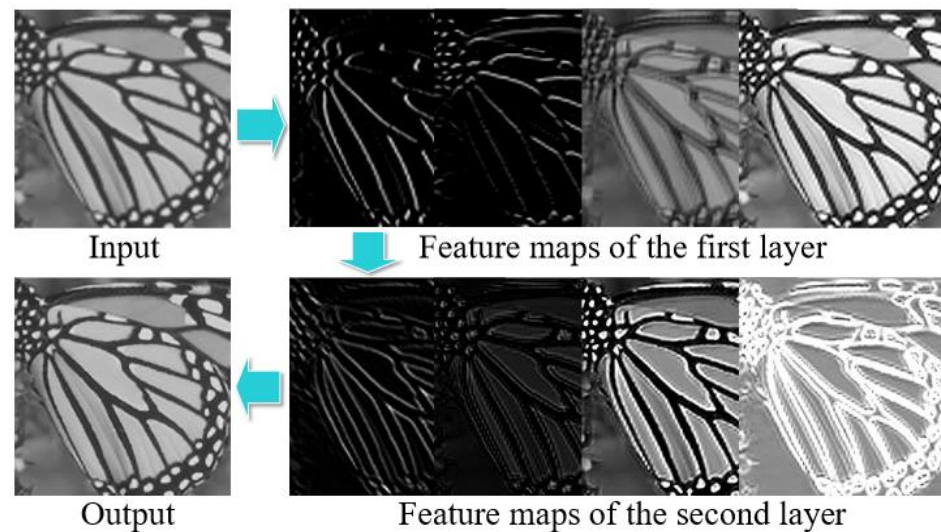 Input
Feature maps of the first layer
Output
Feature maps of the second layer